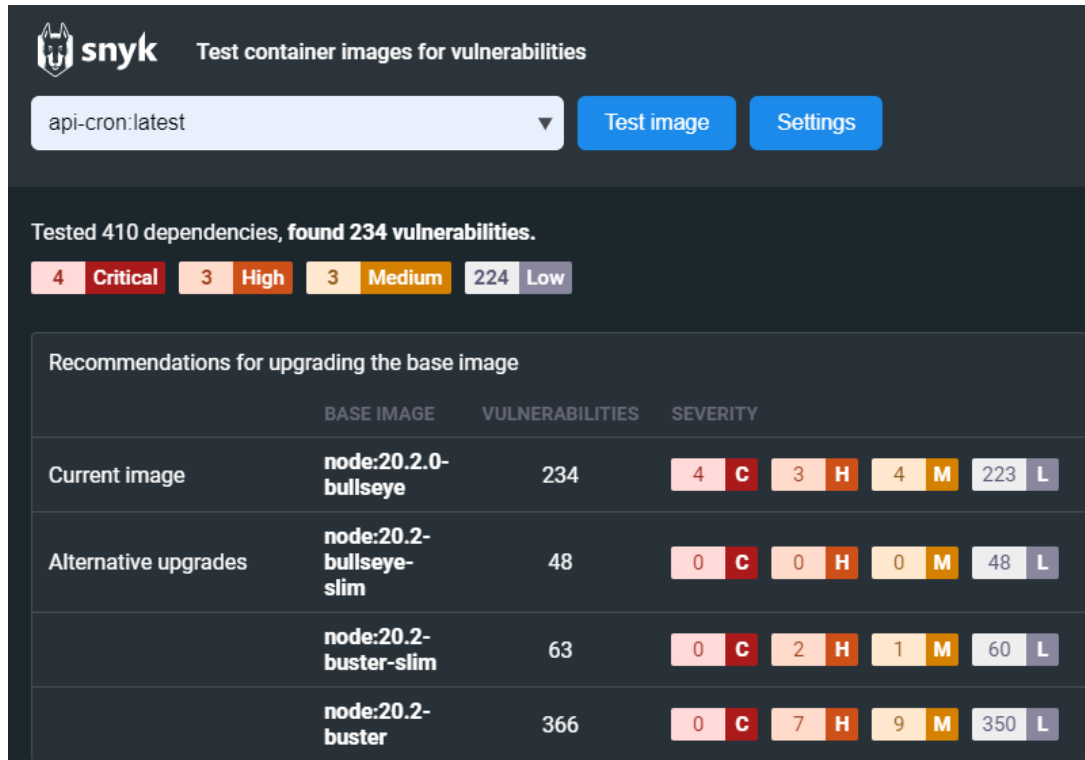 snyk Test container images for vulnerabilities
api-cron:latest Test image Settings
Tested 410 dependencies, found 234 vulnerabilities.
4 Critical 3 High 3 Medium 224 Low
Recommendations for upgrading the base image
BASE IMAGE VULNERABILITIES SEVERITY
Current image node:20.2.0-
bullseye 234 4 C 3 H 4 M 223 L
Alternative upgrades node:20.2-
bullseye-
slim 48 0 C 0 H 0 M 48 L
node:20.2-
buster-slim 63 0 C 2 H 1 M 60 L
node:20.2-
buster 366 0 C 7 H 9 M 350 L